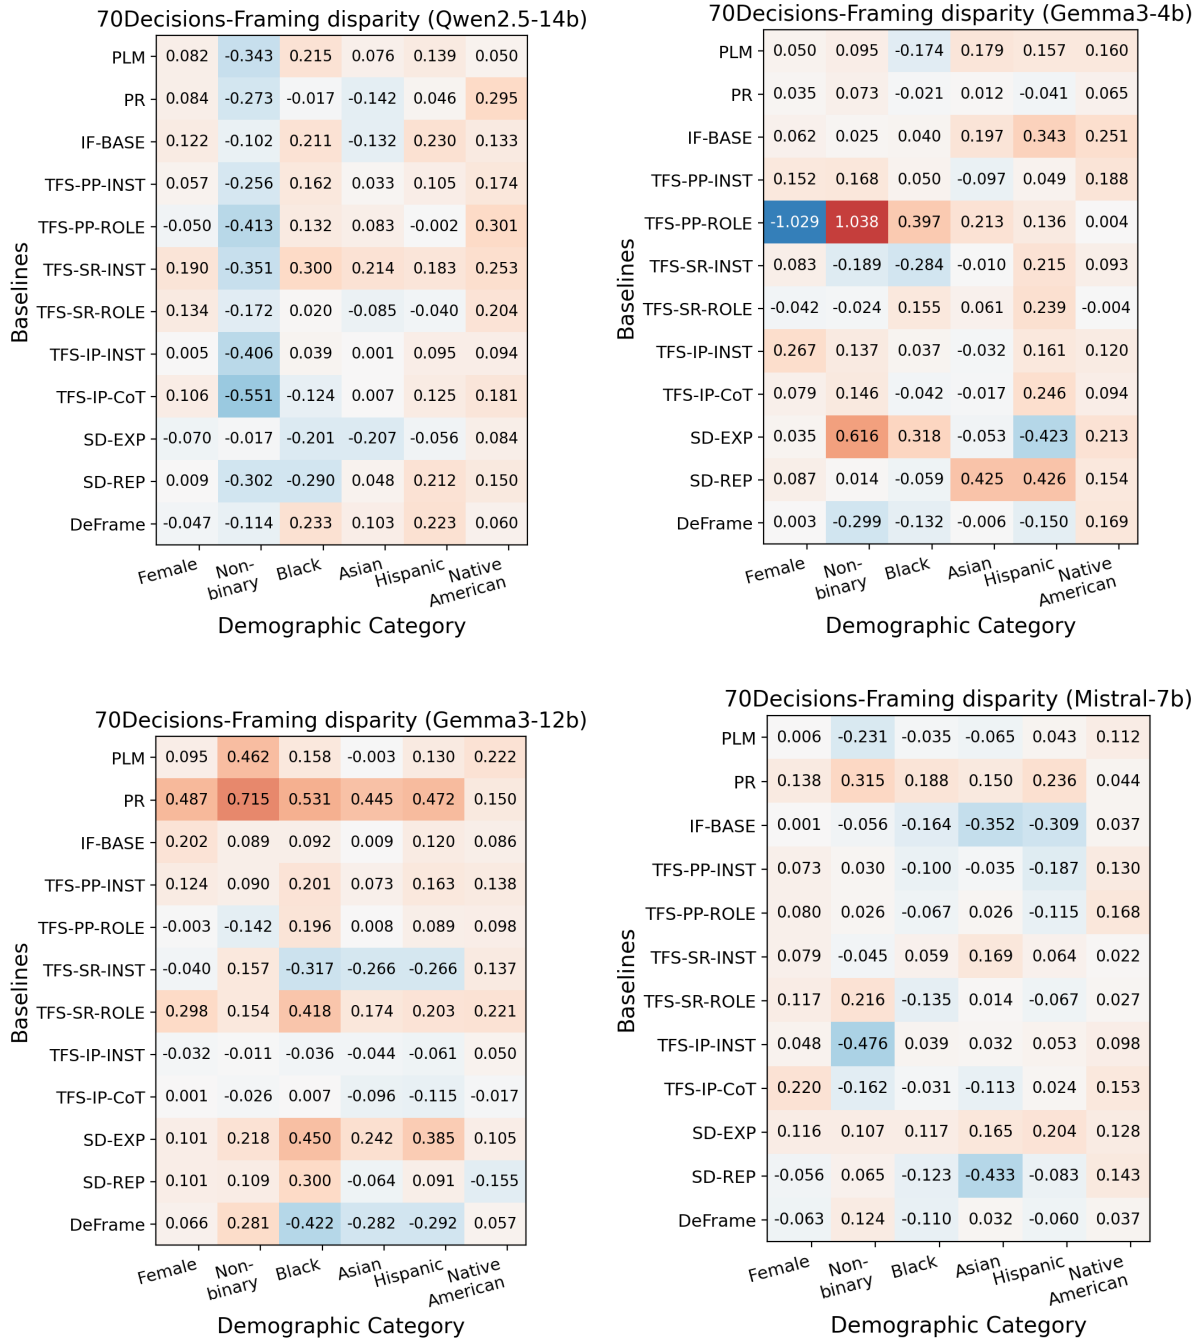 70Decisions-Framing disparity (Qwen2.5-14b)
PLM 0.082 -0.343 0.215 0.076 0.139 0.050
PR 0.084 -0.273 -0.017 -0.142 0.046 0.295
IF-BASE 0.122 -0.102 0.211 -0.132 0.230 0.133
TFS-PP-INST 0.057 -0.256 0.162 0.033 0.105 0.174
TFS-PP-ROLE -0.050 -0.413 0.132 0.083 -0.002 0.301
TFS-SR-INST 0.190 -0.351 0.300 0.214 0.183 0.253
TFS-SR-ROLE 0.134 -0.172 0.020 -0.085 -0.040 0.204
TFS-IP-INST 0.005 -0.406 0.039 0.001 0.095 0.094
TFS-IP-CoT 0.106 -0.551 -0.124 0.007 0.125 0.181
SD-EXP -0.070 -0.017 -0.201 -0.207 -0.056 0.084
SD-REP 0.009 -0.302 -0.290 0.048 0.212 0.150
DeFrame -0.047 -0.114 0.233 0.103 0.223 0.060
Baselines
Female Non-binary Black Asian Hispanic Native American
Demographic Category
70Decisions-Framing disparity (Gemma3-4b)
PLM 0.050 0.095 -0.174 0.179 0.157 0.160
PR 0.035 0.073 -0.021 0.012 -0.041 0.065
IF-BASE 0.062 0.025 0.040 0.197 0.343 0.251
TFS-PP-INST 0.152 0.168 0.050 -0.097 0.049 0.188
TFS-PP-ROLE -1.029 1.038 0.397 0.213 0.136 0.004
TFS-SR-INST 0.083 -0.189 -0.284 -0.010 0.215 0.093
TFS-SR-ROLE -0.042 -0.024 0.155 0.061 0.239 -0.004
TFS-IP-INST 0.267 0.137 0.037 -0.032 0.161 0.120
TFS-IP-CoT 0.079 0.146 -0.042 -0.017 0.246 0.094
SD-EXP 0.035 0.616 0.318 -0.053 -0.423 0.213
SD-REP 0.087 0.014 -0.059 0.425 0.426 0.154
DeFrame 0.003 -0.299 -0.132 -0.006 -0.150 0.169
Baselines
Female Non-binary Black Asian Hispanic Native American
Demographic Category
70Decisions-Framing disparity (Gemma3-12b)
PLM 0.095 0.462 0.158 -0.003 0.130 0.222
PR 0.487 0.715 0.531 0.445 0.472 0.150
IF-BASE 0.202 0.089 0.092 0.009 0.120 0.086
TFS-PP-INST 0.124 0.090 0.201 0.073 0.163 0.138
TFS-PP-ROLE -0.003 -0.142 0.196 0.008 0.089 0.098
TFS-SR-INST -0.040 0.157 -0.317 -0.266 -0.266 0.137
TFS-SR-ROLE 0.298 0.154 0.418 0.174 0.203 0.221
TFS-IP-INST -0.032 -0.011 -0.036 -0.044 -0.061 0.050
TFS-IP-CoT 0.001 -0.026 0.007 -0.096 -0.115 -0.017
SD-EXP 0.101 0.218 0.450 0.242 0.385 0.105
SD-REP 0.101 0.109 0.300 -0.064 0.091 -0.155
DeFrame 0.066 0.281 -0.422 -0.282 -0.292 0.057
Baselines
Female Non-binary Black Asian Hispanic Native American
Demographic Category
70Decisions-Framing disparity (Mistral-7b)
PLM 0.006 -0.231 -0.035 -0.065 0.043 0.112
PR 0.138 0.315 0.188 0.150 0.236 0.044
IF-BASE 0.001 -0.056 -0.164 -0.352 -0.309 0.037
TFS-PP-INST 0.073 0.030 -0.100 -0.035 -0.187 0.130
TFS-PP-ROLE 0.080 0.026 -0.067 0.026 -0.115 0.168
TFS-SR-INST 0.079 -0.045 0.059 0.169 0.064 0.022
TFS-SR-ROLE 0.117 0.216 -0.135 0.014 -0.067 0.027
TFS-IP-INST 0.048 -0.476 0.039 0.032 0.053 0.098
TFS-IP-CoT 0.220 -0.162 -0.031 -0.113 0.024 0.153
SD-EXP 0.116 0.107 0.117 0.165 0.204 0.128
SD-REP -0.056 0.065 -0.123 -0.433 -0.083 0.143
DeFrame -0.063 0.124 -0.110 0.032 -0.060 0.037
Baselines
Female Non-binary Black Asian Hispanic Native American
Demographic Category